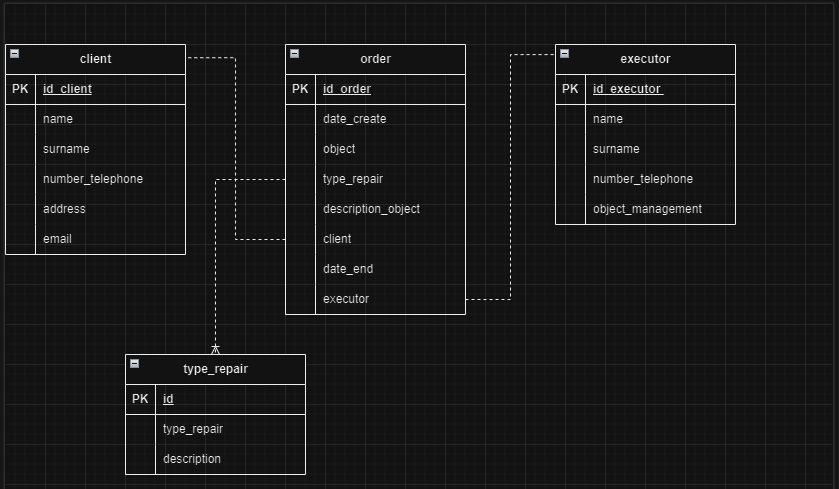 client
PK id_client
name
surname
number_telephone
address
email
order
PK id_order
date_create
object
type_repair
description_object
client
date_end
executor
executor
PK id_executor
name
surname
number_telephone
object_management
type_repair
PK id
type_repair
description